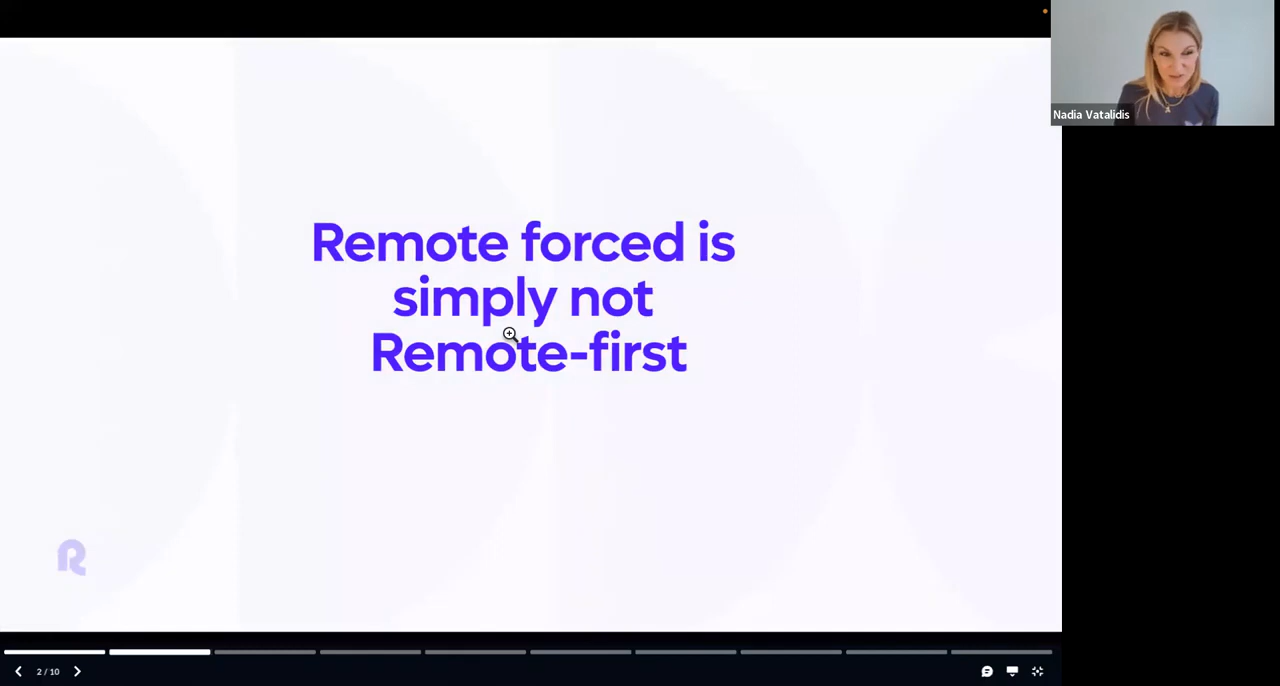 Nadia Vatalidis
Remote forced is
simply not
Remote-first
R
2 / 10